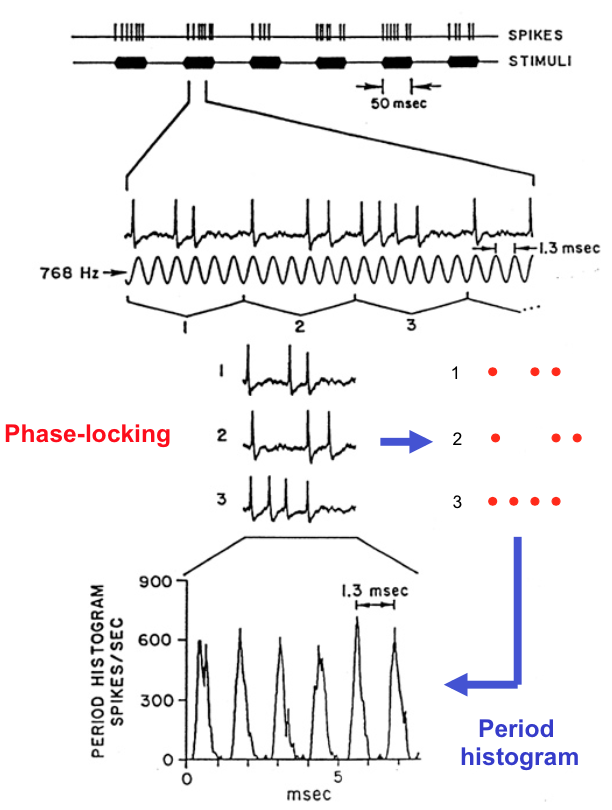 SPIKES
STIMULI
50 msec
1.3 msec
768 Hz
1 2 3 ...
1 1
Phase-locking 2 2
3 3
900
1.3 msec
600
300
0
PERIOD HISTOGRAM
SPIKES/SEC
0 5
msec
Period
histogram